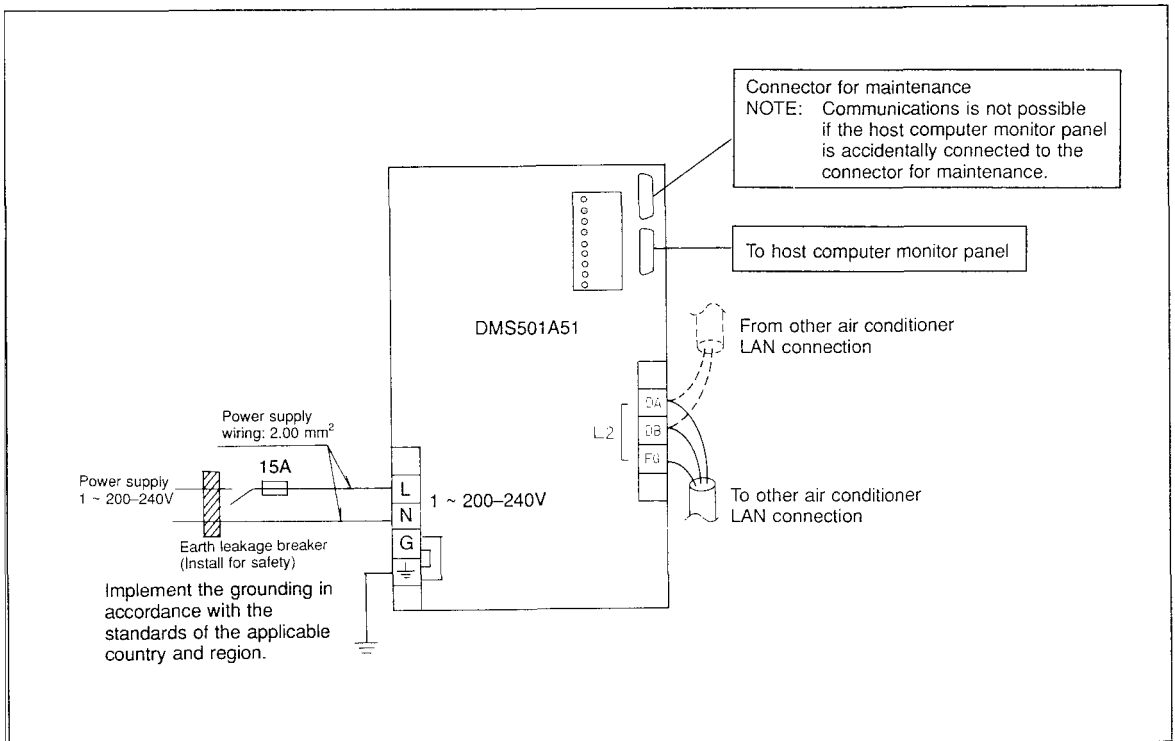 Connector for maintenance
NOTE: Communications is not possible
if the host computer monitor panel
is accidentally connected to the
connector for maintenance.
To host computer monitor panel
DMS501A51
From other air conditioner
LAN connection
DA
DB
FG
L2
To other air conditioner
LAN connection
Power supply
wiring: 2.00 mm²
15A
Power supply
1 ~ 200–240V
L
N
G
1 ~ 200–240V
Earth leakage breaker
(Install for safety)
Implement the grounding in
accordance with the
standards of the applicable
country and region.